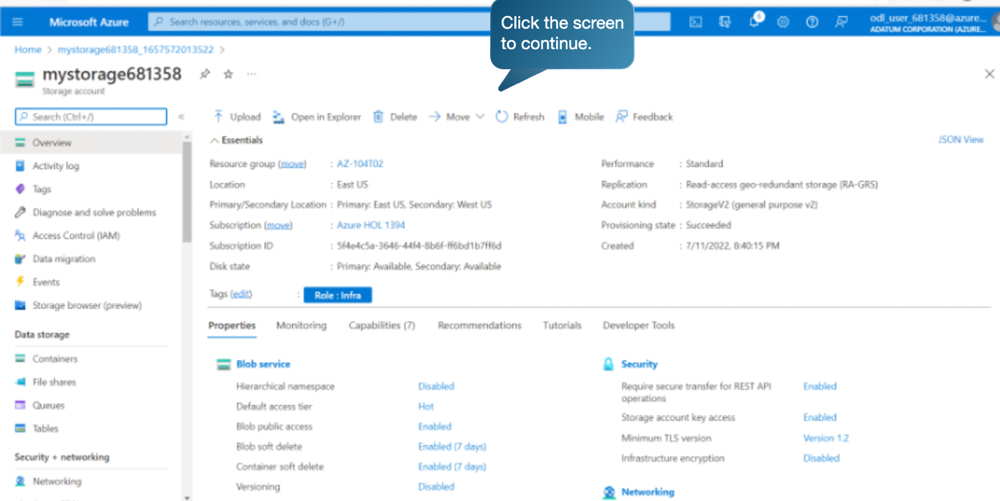 Click the screen
to continue.
Microsoft Azure
Search resources, services, and docs (G+/)
6
odl_user_681358@azure...
ADATUM CORPORATION (AZURE...
Home > mystorage681358_1657572013522 >
mystorage681358
Storage account
Search (Ctrl+/)
Overview
Activity log
Tags
Diagnose and solve problems
Access Control (IAM)
Data migration
Events
Storage browser (preview)
Data storage
Containers
File shares
Queues
Tables
Security + networking
Networking
Upload Open in Explorer Delete Move Refresh Mobile Feedback
Essentials
JSON View
Resource group (move) : AZ-104T02
Location : East US
Primary/Secondary Location : Primary: East US, Secondary: West US
Subscription (move) : Azure HOL 1394
Subscription ID : 5f4e4c5a-3646-44f4-8b6f-ff6bd1b7ff6d
Disk state : Primary: Available, Secondary: Available
Tags (edit) : Role : Infra
Performance : Standard
Replication : Read-access geo-redundant storage (RA-GRS)
Account kind : StorageV2 (general purpose v2)
Provisioning state : Succeeded
Created : 7/11/2022, 8:40:15 PM
Properties Monitoring Capabilities (7) Recommendations Tutorials Developer Tools
Blob service
Hierarchical namespace Disabled
Default access tier Hot
Blob public access Enabled
Blob soft delete Enabled (7 days)
Container soft delete Enabled (7 days)
Versioning Disabled
Security
Require secure transfer for REST API Enabled
operations
Storage account key access Enabled
Minimum TLS version Version 1.2
Infrastructure encryption Disabled
Networking